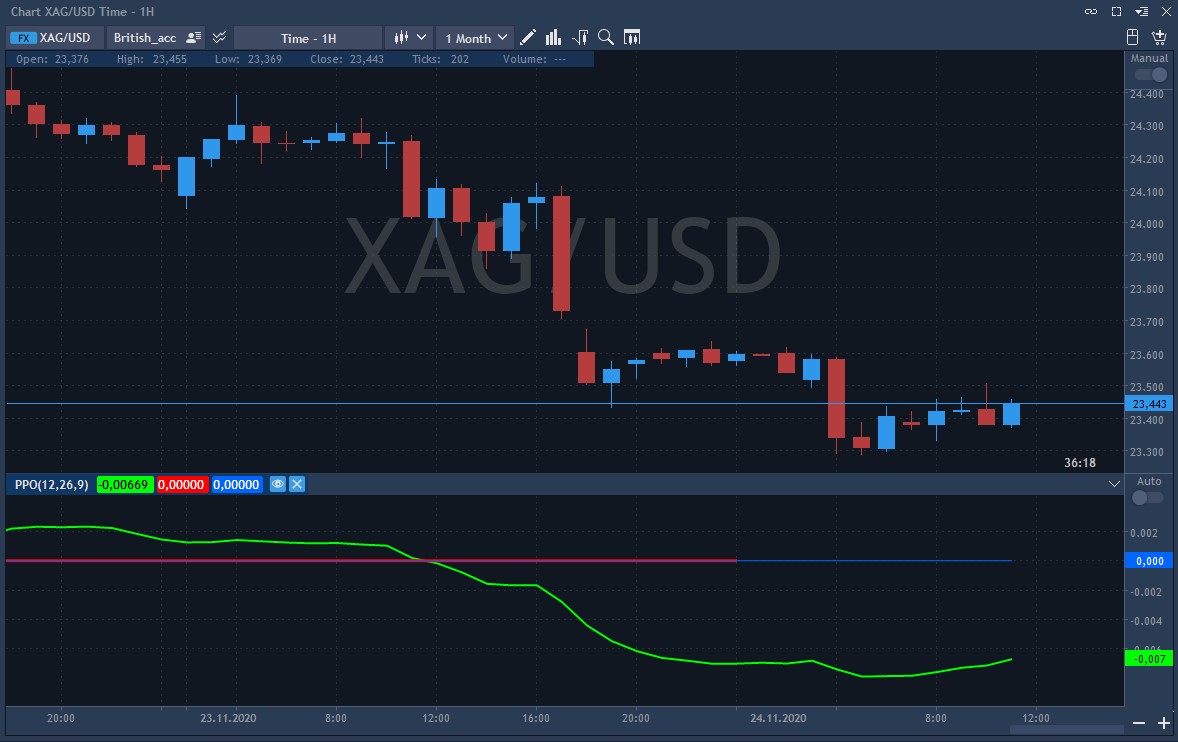 Chart XAG/USD Time - 1H
FX XAG/USD British_acc Time - 1H 1 Month
Open: 23,376 High: 23,455 Low: 23,369 Close: 23,443 Ticks: 202 Volume: ---
Manual
24.400
24.300
24.200
24.100
24.000
23.900
23.800
23.700
23.600
23.500
23,443
23.400
23.300
XAG/USD
36:18
PPO(12,26,9) -0,00669 0,00000 0,00000
Auto
0.002
0,000
-0.002
-0.004
-0,007
20:00 23.11.2020 8:00 12:00 16:00 20:00 24.11.2020 8:00 12:00